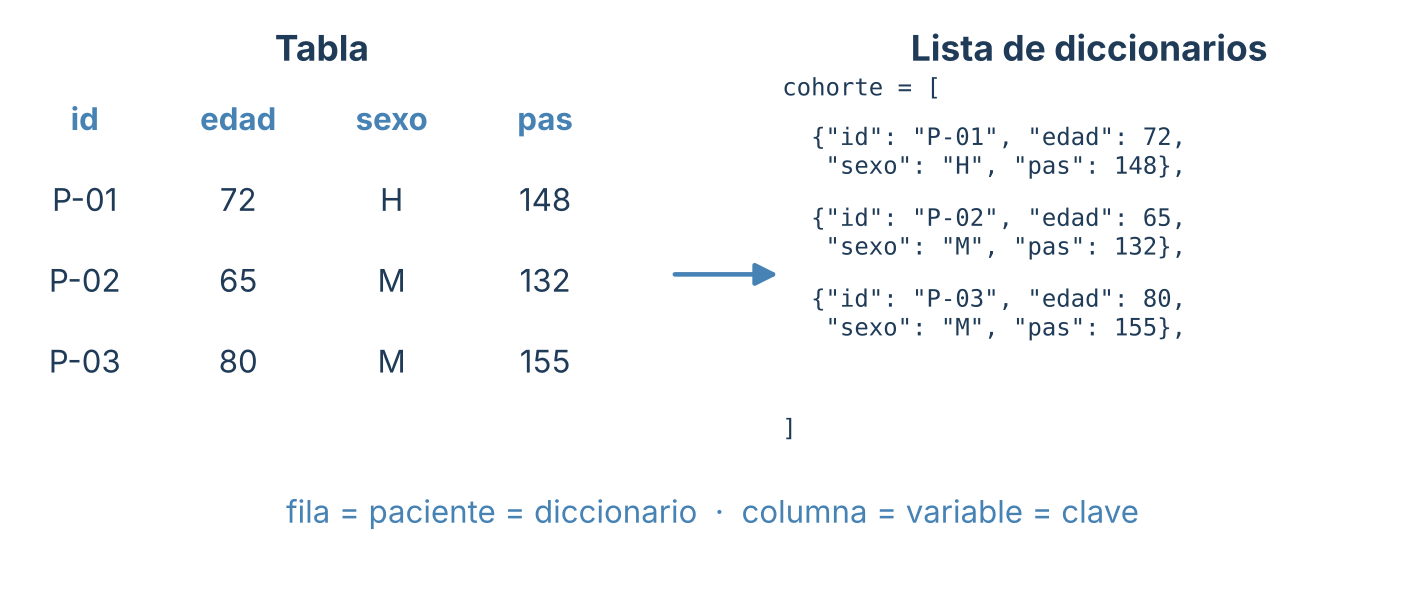 Tabla
id edad sexo pas
P-01 72 H 148
P-02 65 M 132
P-03 80 M 155
Lista de diccionarios
cohorte = [
{"id": "P-01", "edad": 72,
"sexo": "H", "pas": 148},
{"id": "P-02", "edad": 65,
"sexo": "M", "pas": 132},
{"id": "P-03", "edad": 80,
"sexo": "M", "pas": 155},
]
fila = paciente = diccionario · columna = variable = clave